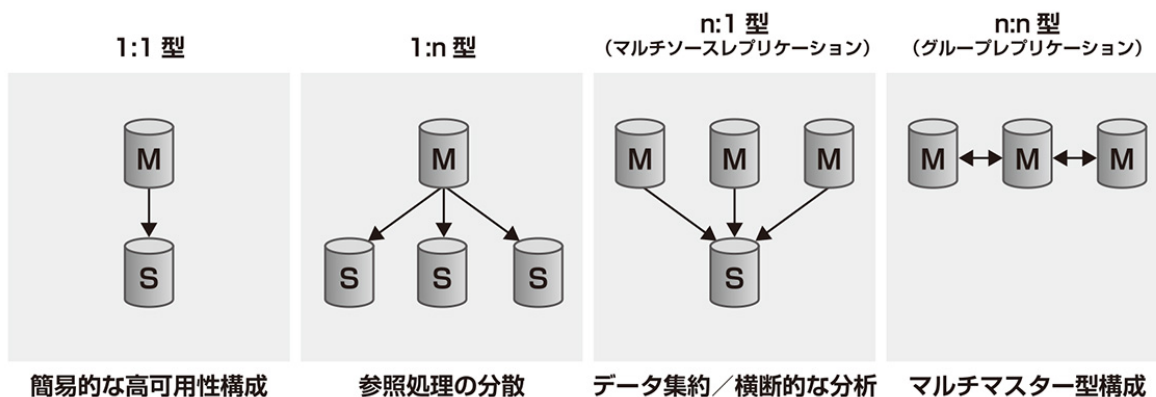 1:1 型
1:n 型
n:1 型
（マルチソースレプリケーション）
n:n 型
（グループレプリケーション）
M
S
M
S S S
M M M
S
M M M
簡易的な高可用性構成
参照処理の分散
データ集約／横断的な分析
マルチマスター型構成